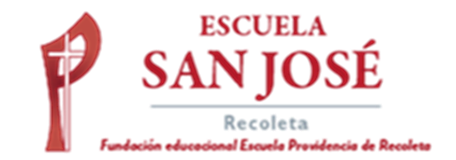 ESCUELA
SAN JOSÉ
Recoleta
Fundación educacional Escuela Providencia de Recoleta